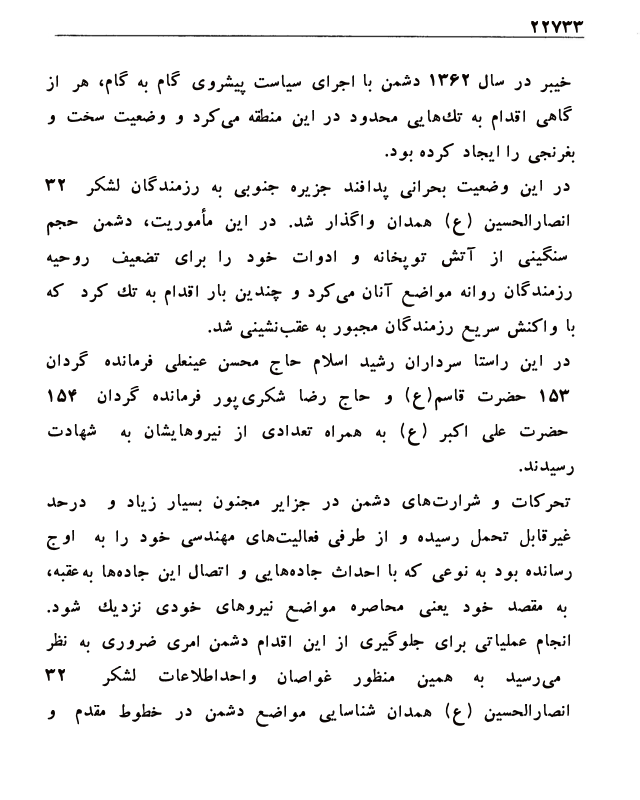 ۲۲۷۳۳
خیبر در سال ۱۳۶۲ دشمن با اجرای سیاست پیشروی گام به گام، هر از
گاهی اقدام به تك‌هایی محدود در این منطقه می‌کرد و وضعیت سخت و
بغرنجی را ایجاد کرده بود.
در این وضعیت بحرانی پدافند جزیره جنوبی به رزمندگان لشکر ۳۲
انصارالحسین (ع) همدان واگذار شد. در این مأموریت، دشمن حجم
سنگینی از آتش توپخانه و ادوات خود را برای تضعیف روحیه
رزمندگان روانه مواضع آنان می‌کرد و چندین بار اقدام به تك کرد که
با واکنش سریع رزمندگان مجبور به عقب‌نشینی شد.
در این راستا سرداران رشید اسلام حاج محسن عینعلی فرمانده گردان
۱۵۳ حضرت قاسم(ع) و حاج رضا شکری‌پور فرمانده گردان ۱۵۴
حضرت علی اکبر (ع) به همراه تعدادی از نیروهایشان به شهادت
رسیدند.
تحرکات و شرارت‌های دشمن در جزایر مجنون بسیار زیاد و درحد
غیرقابل تحمل رسیده و از طرفی فعالیت‌های مهندسی خود را به اوج
رسانده بود به نوعی که با احداث جاده‌هایی و اتصال این جاده‌ها به‌عقبه،
به مقصد خود یعنی محاصره مواضع نیروهای خودی نزدیك شود.
انجام عملیاتی برای جلوگیری از این اقدام دشمن امری ضروری به نظر
می‌رسید به همین منظور غواصان واحداطلاعات لشکر ۳۲
انصارالحسین (ع) همدان شناسایی مواضع دشمن در خطوط مقدم و